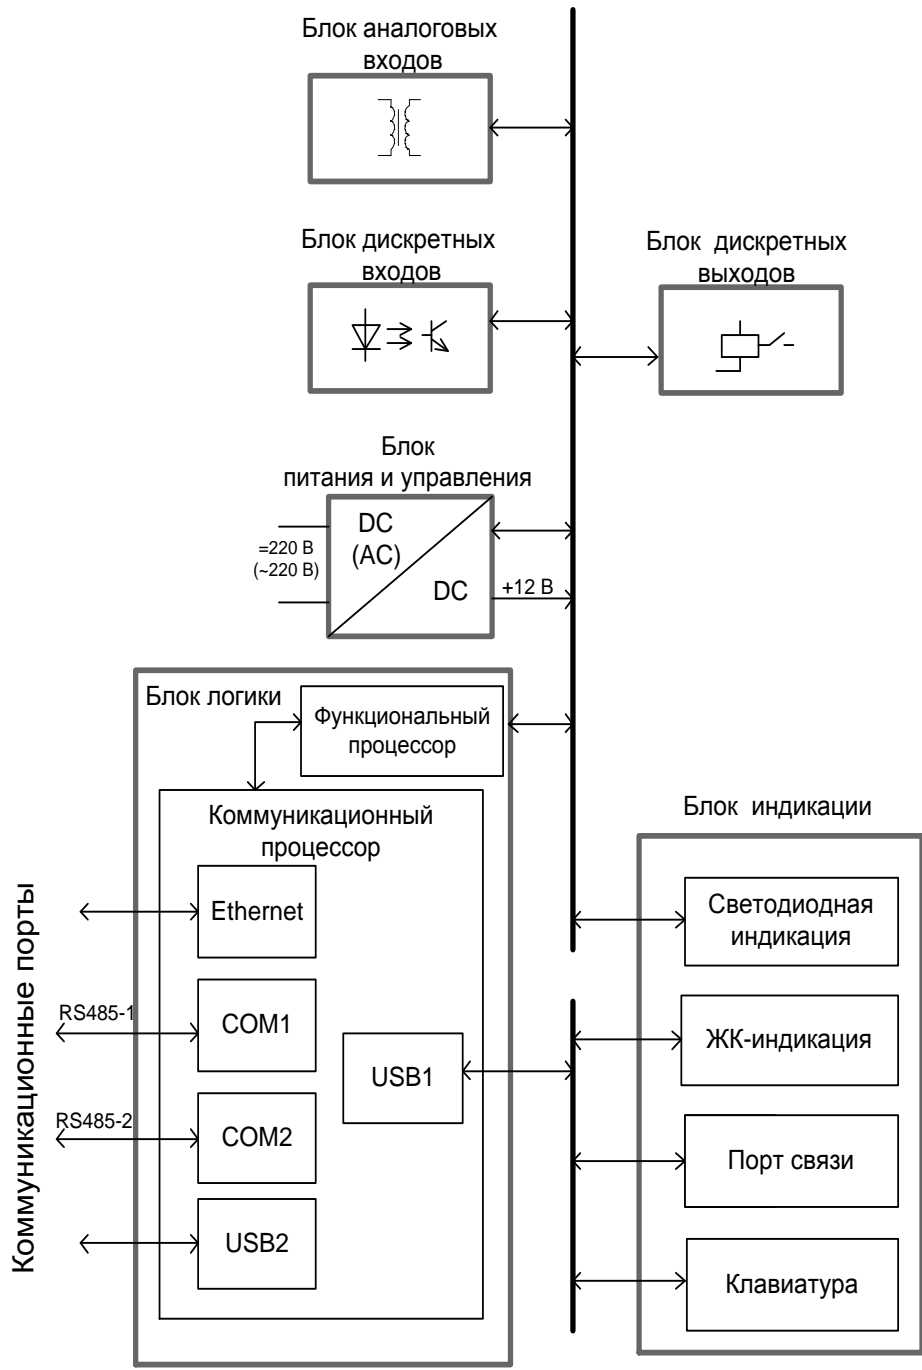 Блок аналоговых
входов
Блок дискретных
входов
Блок дискретных
выходов
Блок
питания и управления
DC
(AC)
=220 В
(~220 В)
DC
+12 В
Блок логики
Функциональный
процессор
Коммуникационный
процессор
Блок индикации
Ethernet
Светодиодная
индикация
Коммуникационные порты
RS485-1
COM1
ЖК-индикация
USB1
RS485-2
COM2
Порт связи
USB2
Клавиатура